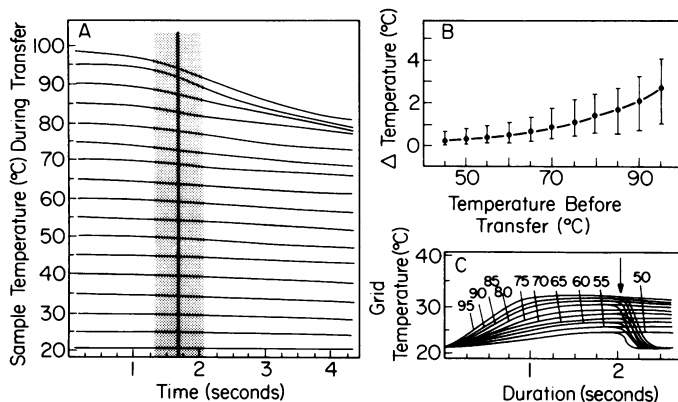 A
Sample Temperature (°C) During Transfer
100
90
80
70
60
50
40
30
20
1 2 3 4
Time (seconds)
B
Δ Temperature (°C)
4
2
0
50 60 70 80 90
Temperature Before
Transfer (°C)
C
Grid
Temperature (°C)
40
30
20
95 90 85 80 75 70 65 60 55 50
1 2
Duration (seconds)